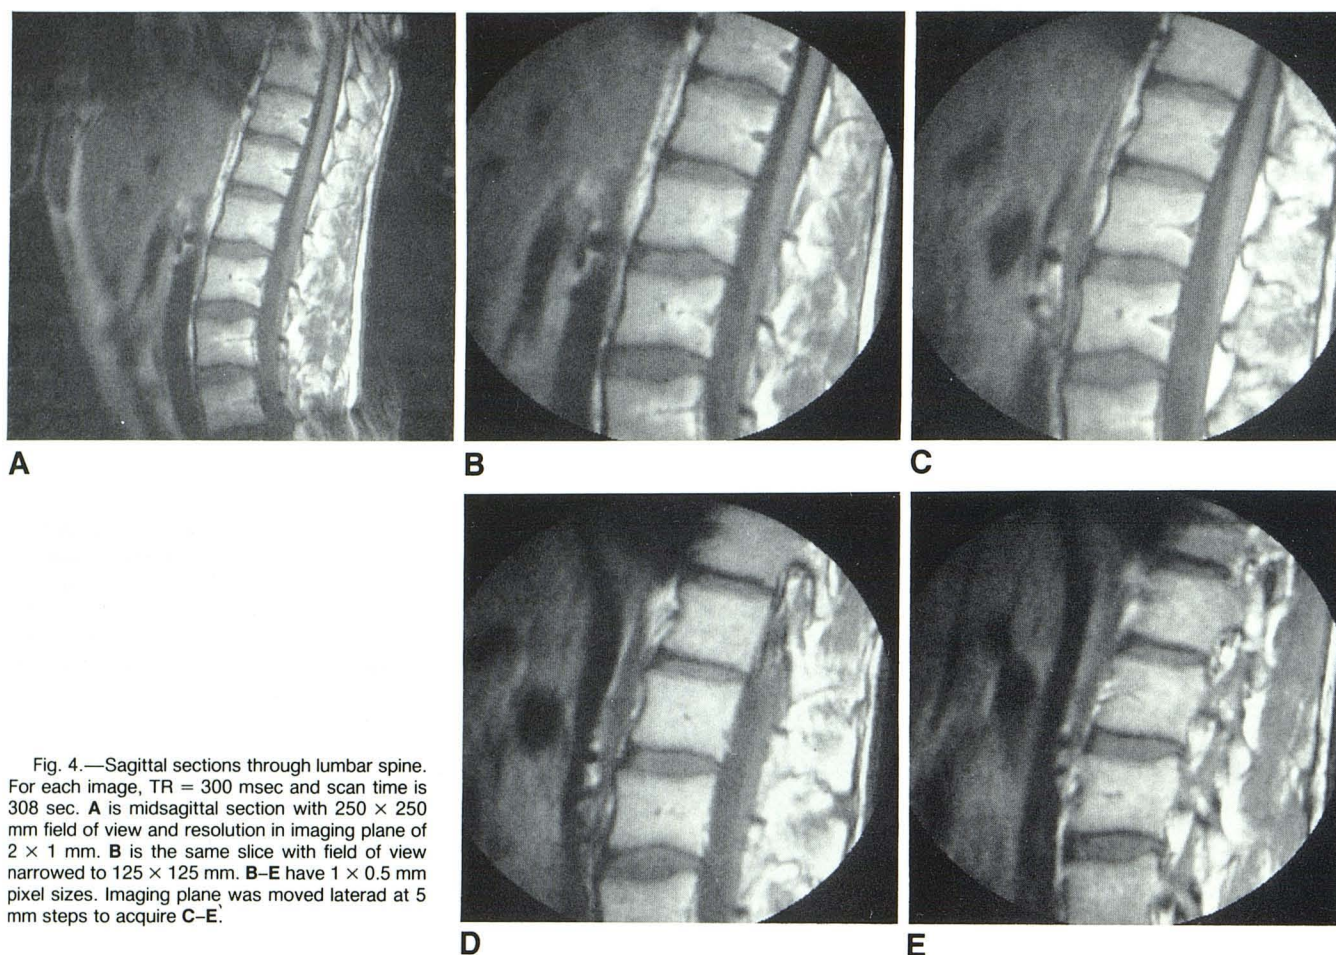 A
B
C
Fig. 4.—Sagittal sections through lumbar spine.
For each image, TR = 300 msec and scan time is
308 sec. A is midsagittal section with 250 × 250
mm field of view and resolution in imaging plane of
2 × 1 mm. B is the same slice with field of view
narrowed to 125 × 125 mm. B–E have 1 × 0.5 mm
pixel sizes. Imaging plane was moved laterad at 5
mm steps to acquire C–E.
D
E